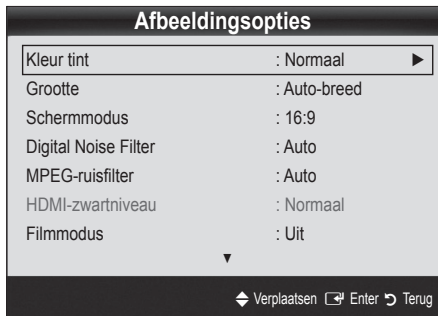 Afbeeldingsopties
Kleur tint : Normaal ►
Grootte : Auto-breed
Schermmodus : 16:9
Digital Noise Filter : Auto
MPEG-ruisfilter : Auto
HDMI-zwartniveau : Normaal
Filmmodus : Uit
▼
Verplaatsen Enter Terug